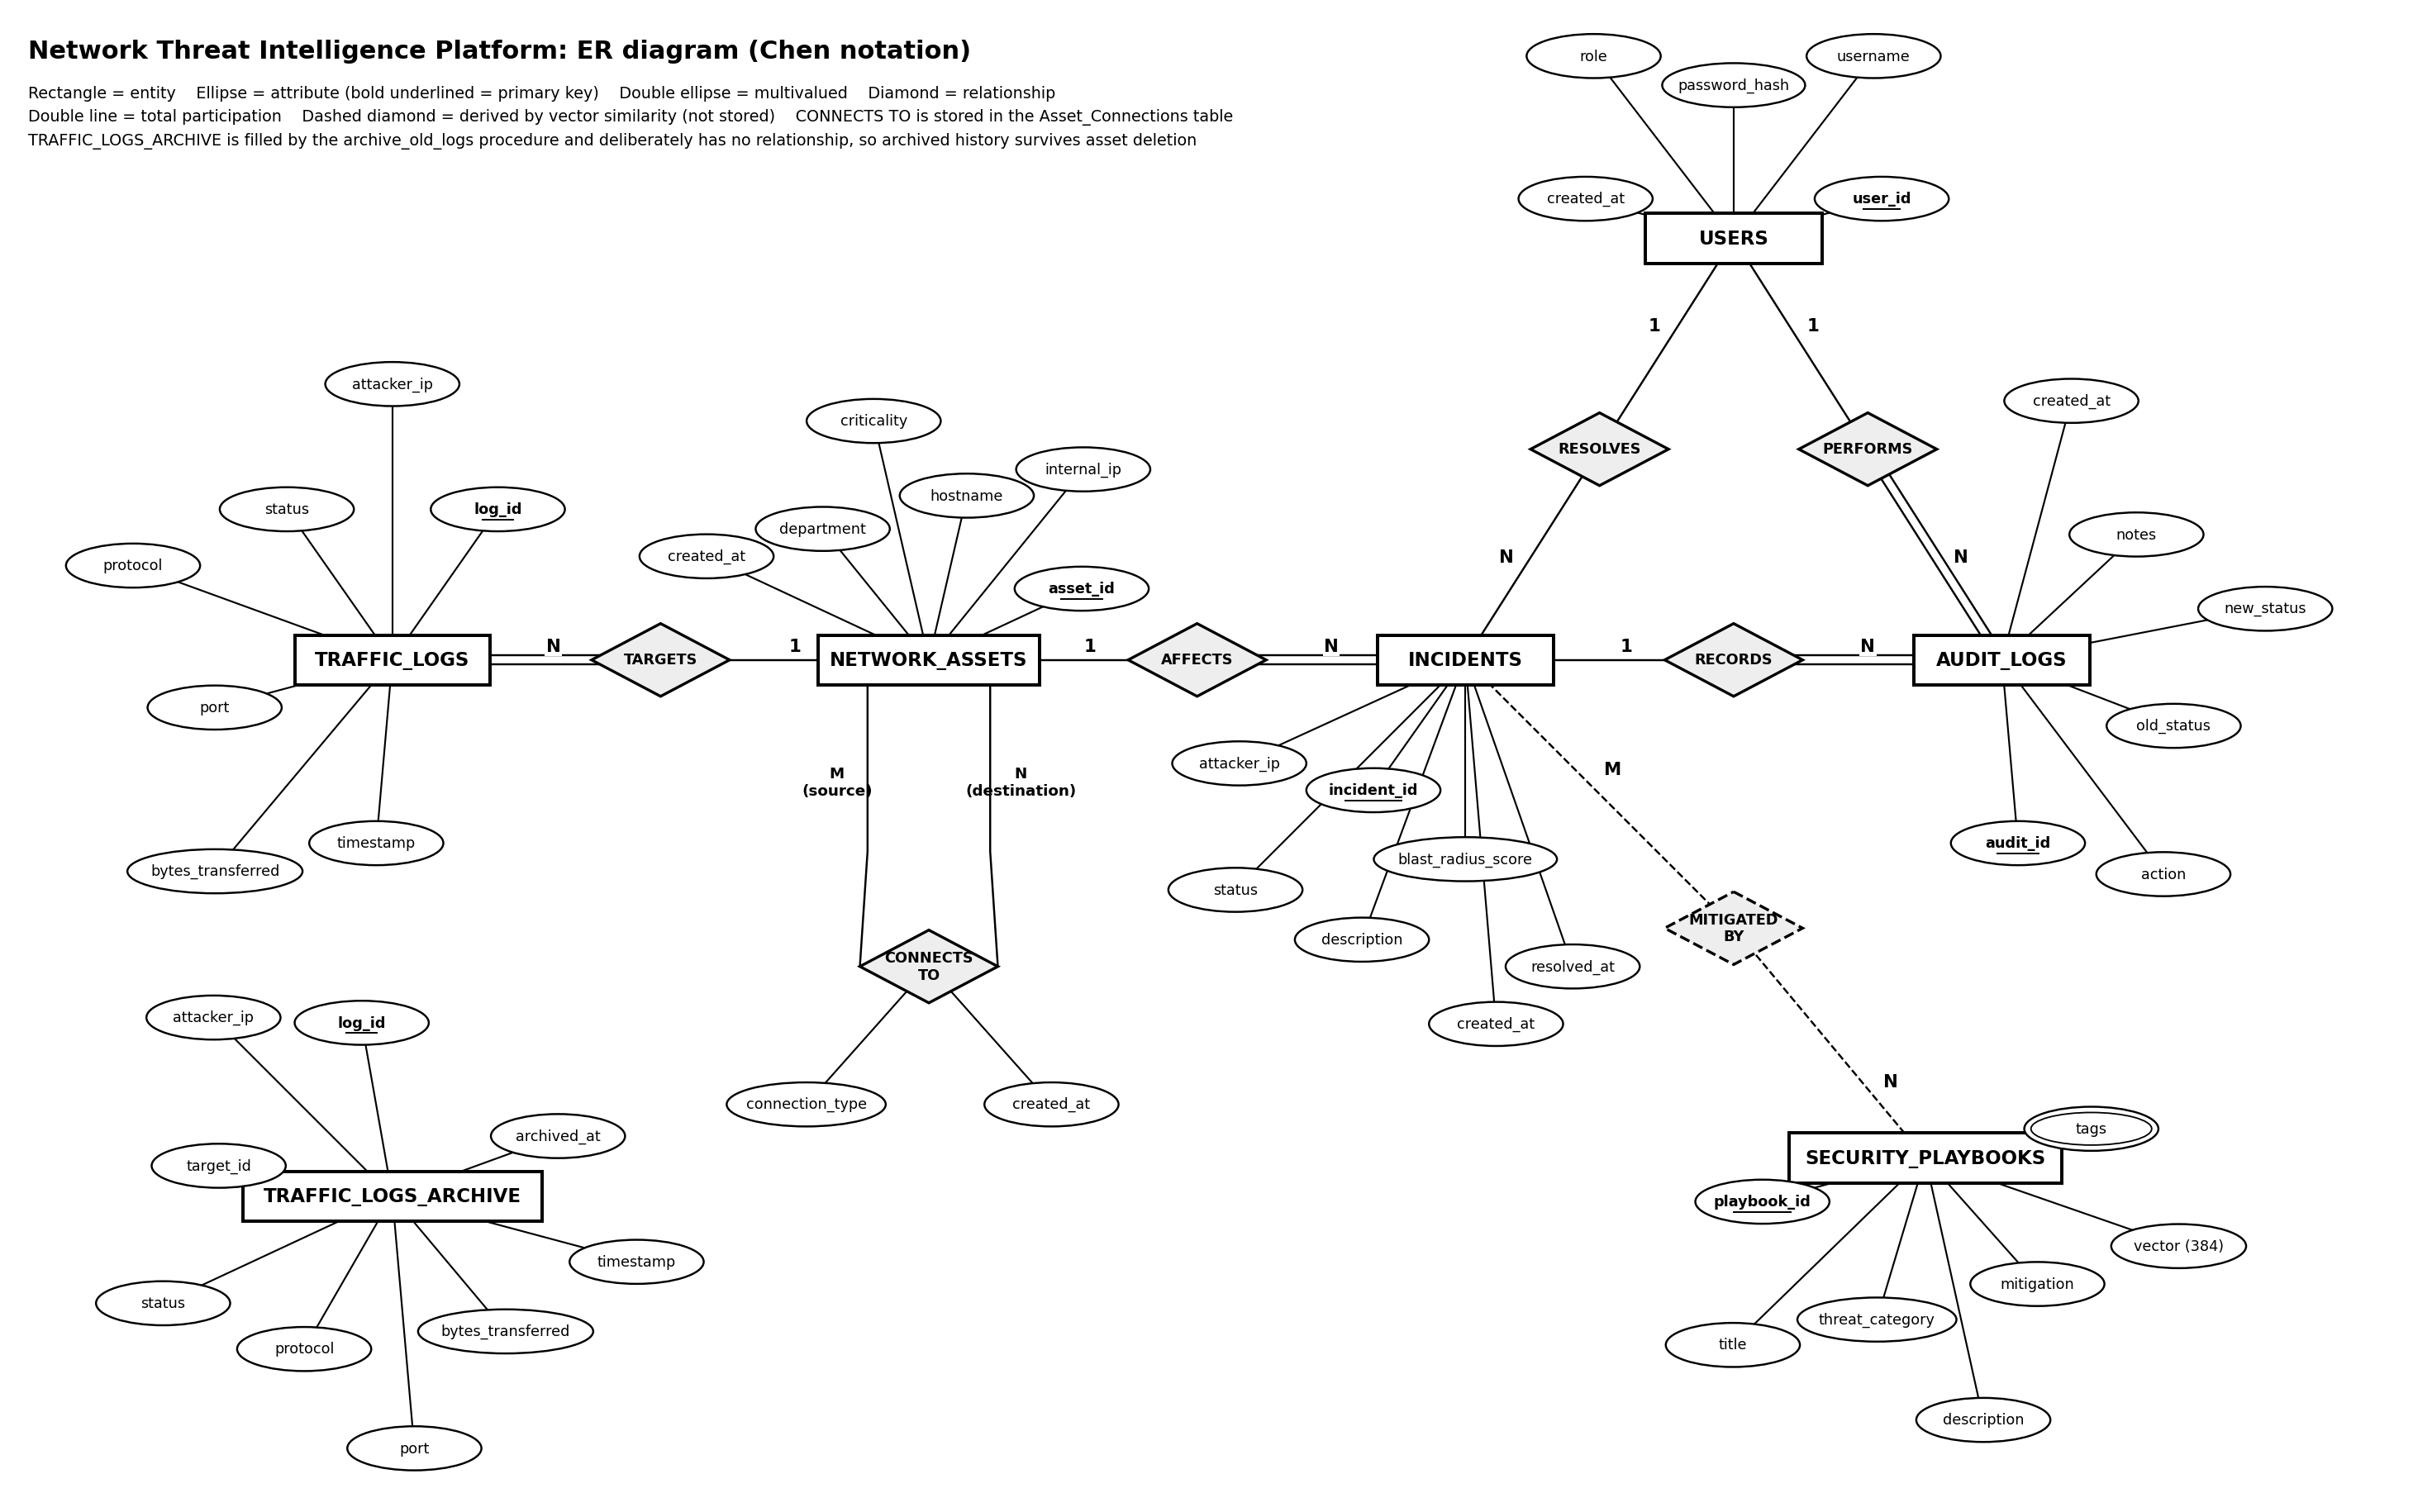 Network Threat Intelligence Platform: ER diagram (Chen notation)
Rectangle = entity    Ellipse = attribute (bold underlined = primary key)    Double ellipse = multivalued    Diamond = relationship
Double line = total participation    Dashed diamond = derived by vector similarity (not stored)    CONNECTS TO is stored in the Asset_Connections table
TRAFFIC_LOGS_ARCHIVE is filled by the archive_old_logs procedure and deliberately has no relationship, so archived history survives asset deletion
role
password_hash
username
created_at
user_id
USERS
1
1
RESOLVES
PERFORMS
N
N
attacker_ip
status
log_id
protocol
TRAFFIC_LOGS
port
bytes_transferred
timestamp
N
TARGETS
1
criticality
internal_ip
hostname
department
created_at
asset_id
NETWORK_ASSETS
M
(source)
N
(destination)
CONNECTS
TO
connection_type
created_at
1
AFFECTS
N
INCIDENTS
attacker_ip
incident_id
blast_radius_score
status
description
resolved_at
created_at
1
RECORDS
N
created_at
notes
new_status
AUDIT_LOGS
old_status
audit_id
action
M
MITIGATED
BY
N
tags
SECURITY_PLAYBOOKS
playbook_id
vector (384)
mitigation
threat_category
title
description
attacker_ip
log_id
archived_at
target_id
TRAFFIC_LOGS_ARCHIVE
timestamp
status
bytes_transferred
protocol
port